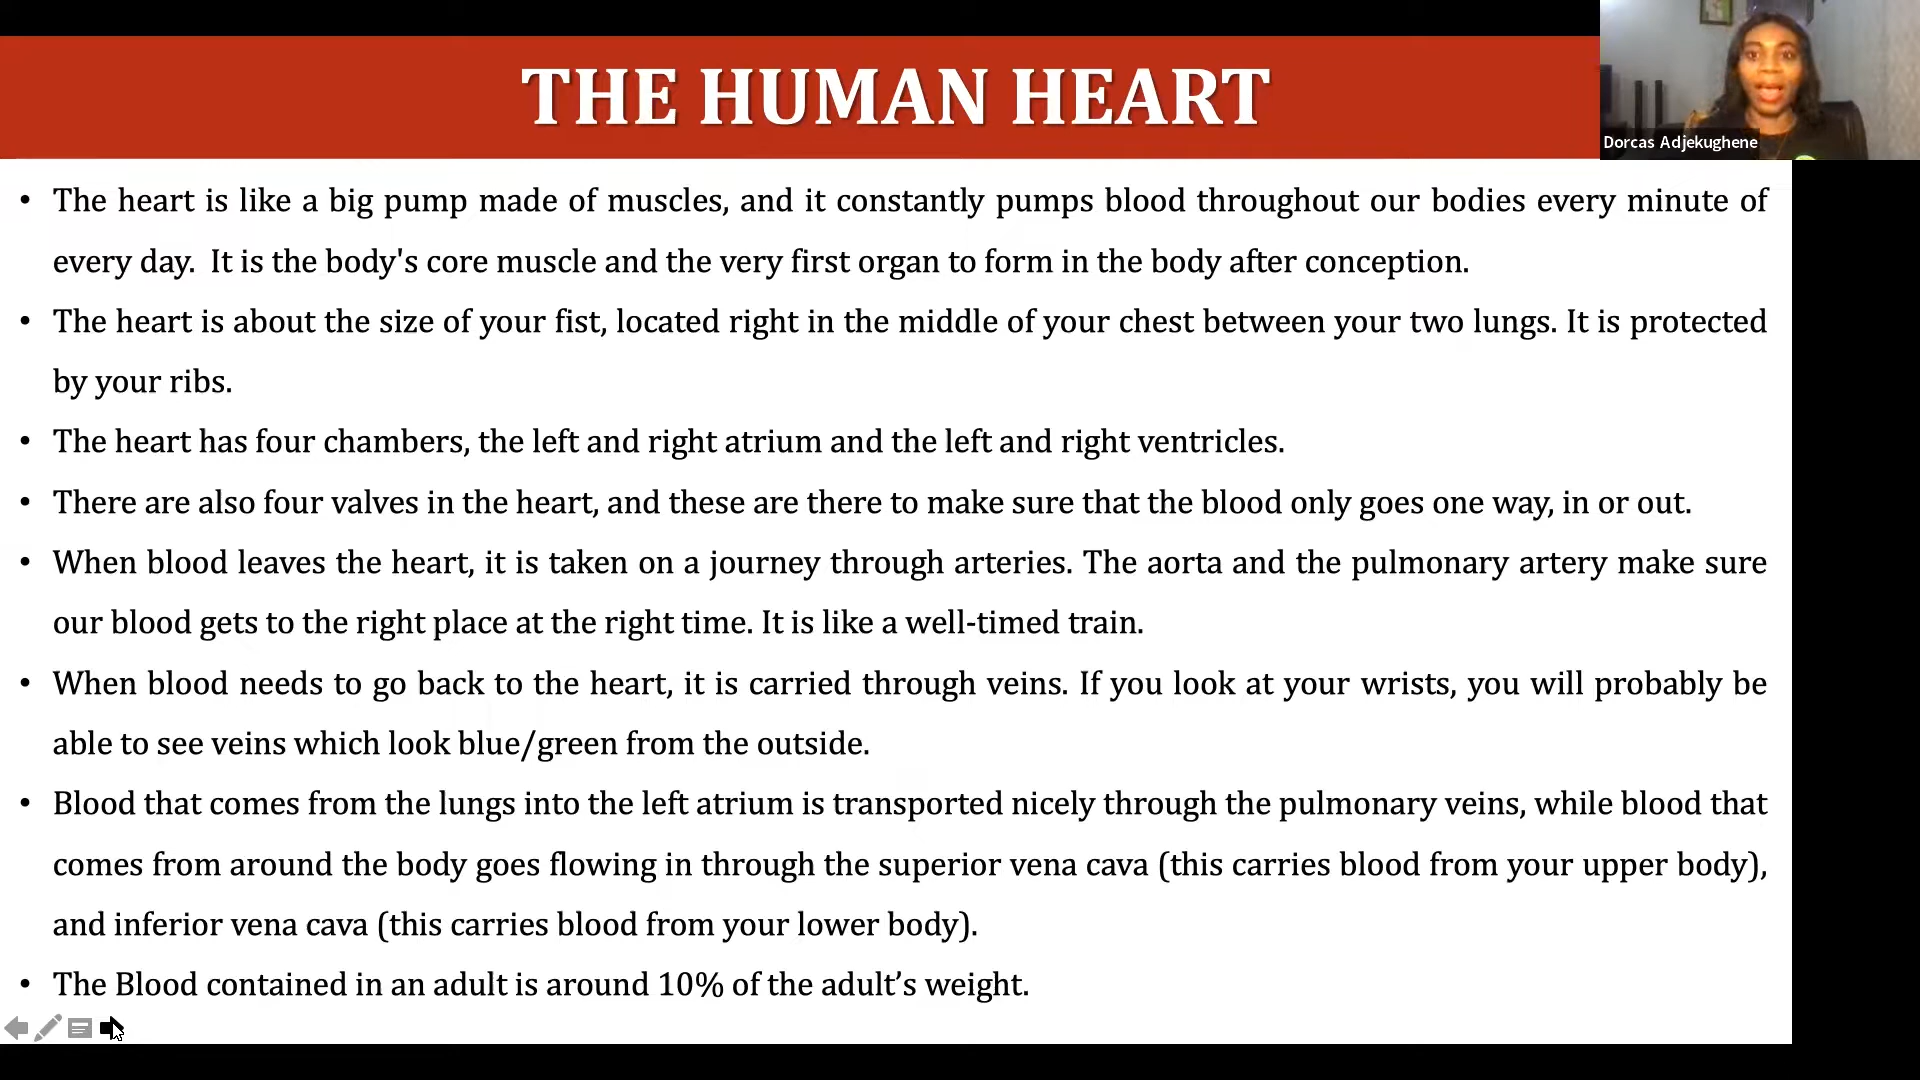 THE HUMAN HEART
Dorcas Adjekughene
• The heart is like a big pump made of muscles, and it constantly pumps blood throughout our bodies every minute of
every day.  It is the body's core muscle and the very first organ to form in the body after conception.
• The heart is about the size of your fist, located right in the middle of your chest between your two lungs. It is protected
by your ribs.
• The heart has four chambers, the left and right atrium and the left and right ventricles.
• There are also four valves in the heart, and these are there to make sure that the blood only goes one way, in or out.
• When blood leaves the heart, it is taken on a journey through arteries. The aorta and the pulmonary artery make sure
our blood gets to the right place at the right time. It is like a well-timed train.
• When blood needs to go back to the heart, it is carried through veins. If you look at your wrists, you will probably be
able to see veins which look blue/green from the outside.
• Blood that comes from the lungs into the left atrium is transported nicely through the pulmonary veins, while blood that
comes from around the body goes flowing in through the superior vena cava (this carries blood from your upper body),
and inferior vena cava (this carries blood from your lower body).
• The Blood contained in an adult is around 10% of the adult’s weight.